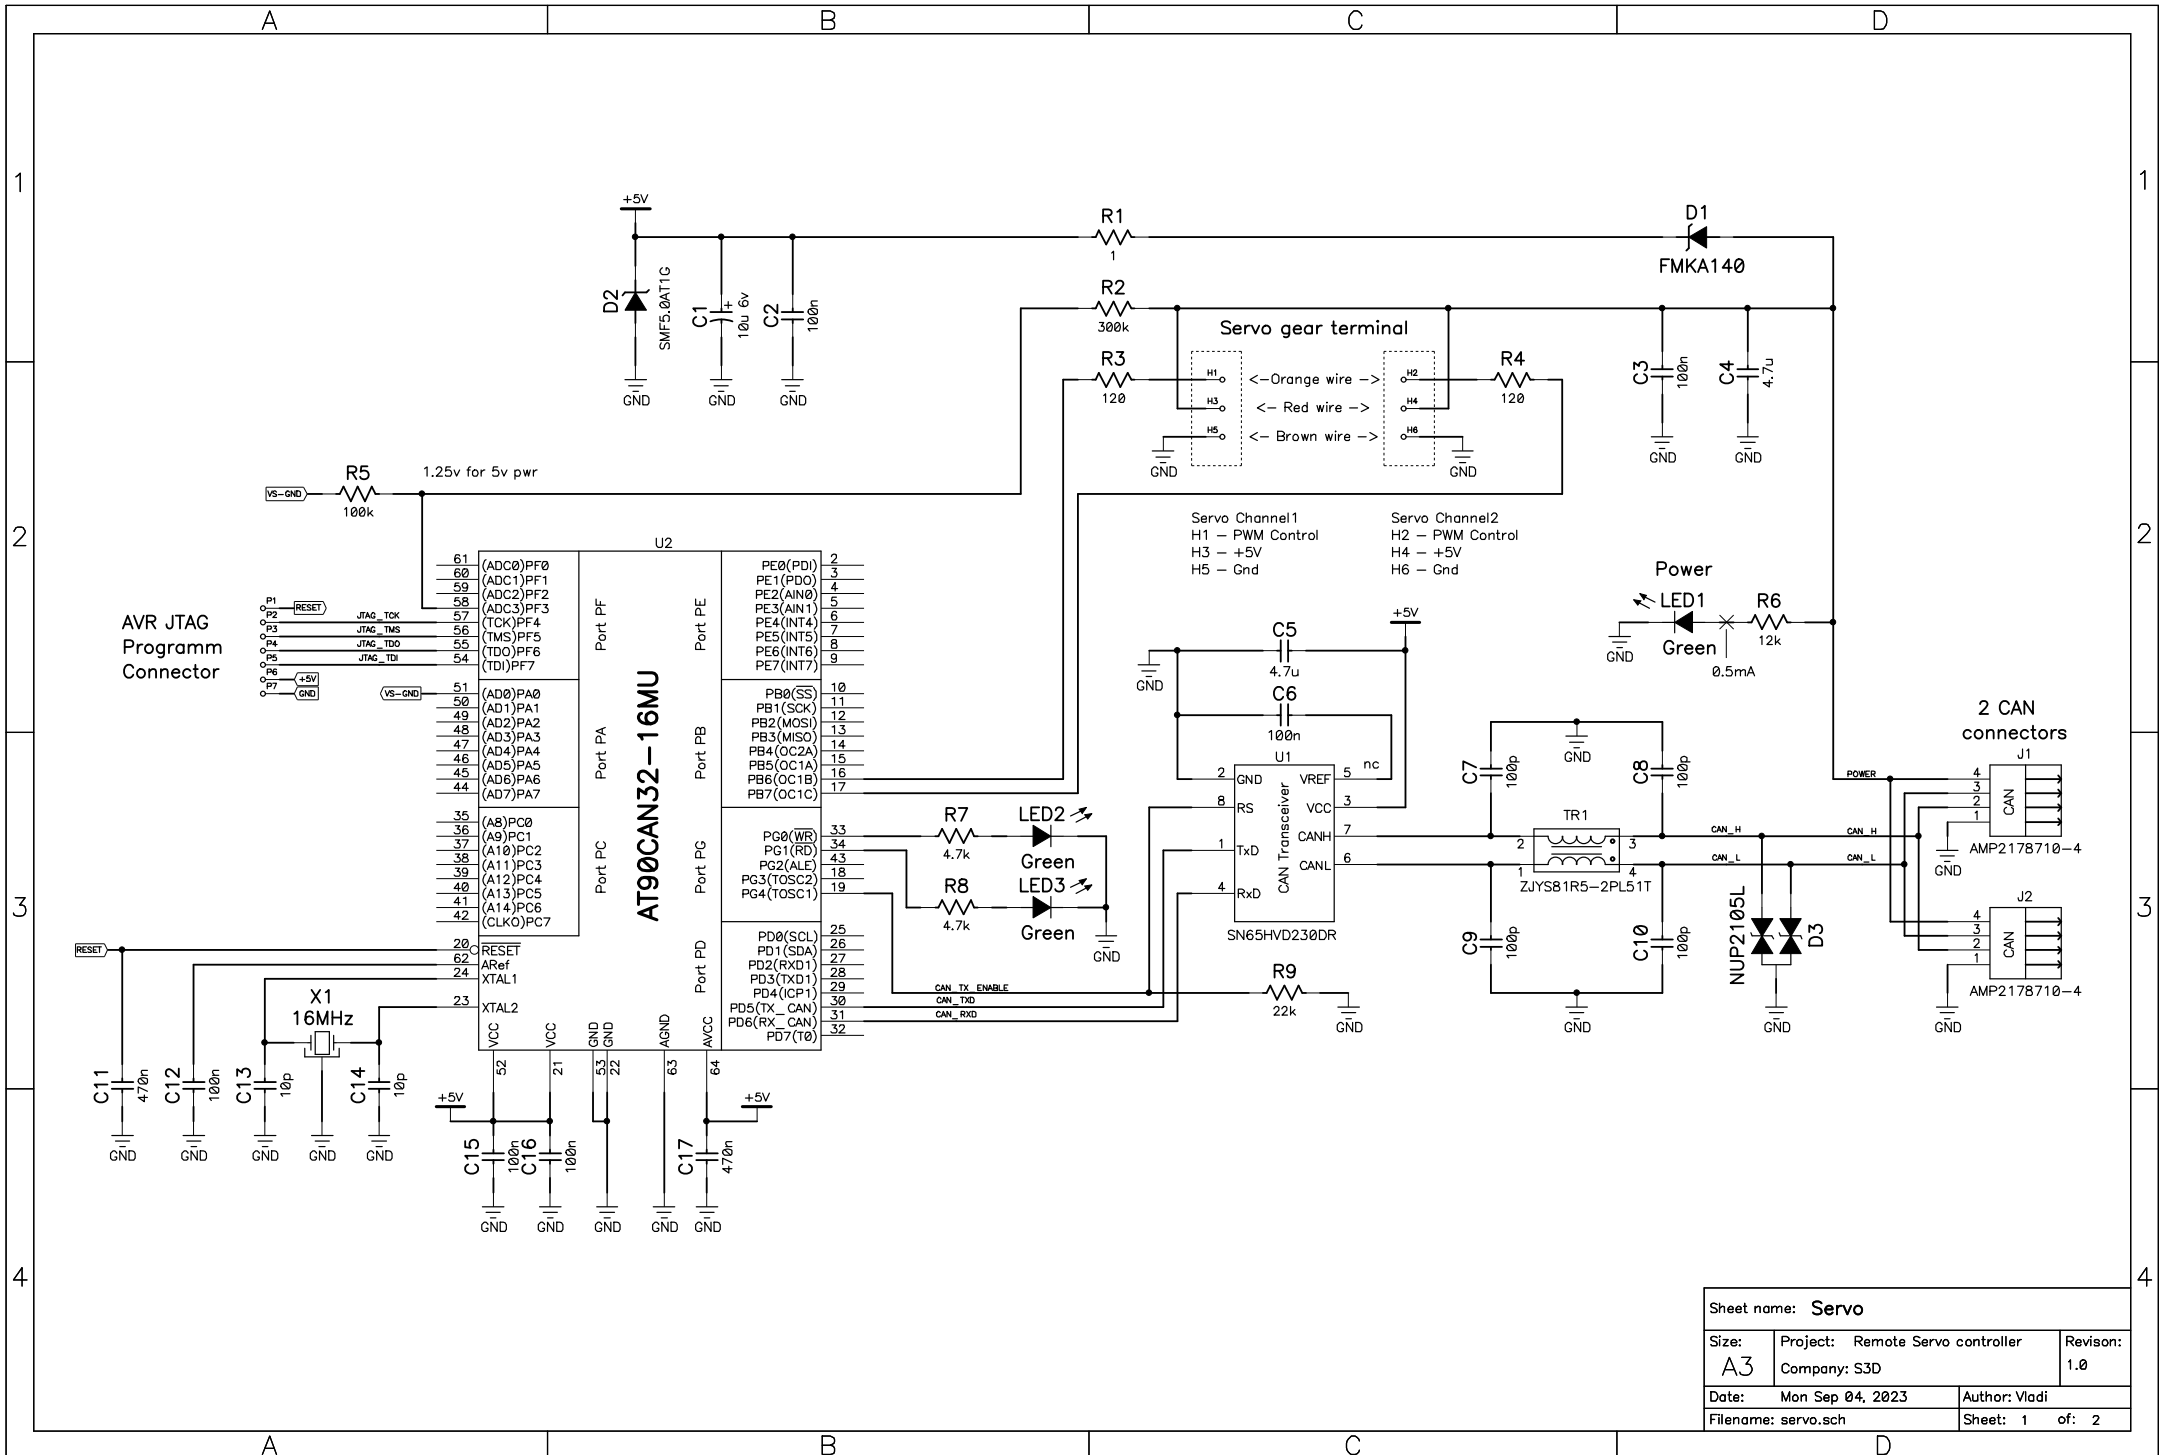 A B C D
1 1
+5V
R1
1
D1
FMKA140
D2
SMF5.0AT1G
C1
+
10u 6v
C2
100n
GND GND GND
R2
300k
Servo gear terminal
R3
120
H1 <-Orange wire -> H2
H3 <- Red wire -> H4
H5 <- Brown wire -> H6
GND GND
R4
120
C3
100n
C4
4.7u
GND GND
2 2
VS-GND
R5
100k
1.25v for 5v pwr
Servo Channel1
H1 - PWM Control
H3 - +5V
H5 - Gnd
Servo Channel2
H2 - PWM Control
H4 - +5V
H6 - Gnd
Power
LED1
Green
0.5mA
R6
12k
GND
AVR JTAG
Programm
Connector
P1 RESET
P2 JTAG_TCK
P3 JTAG_TMS
P4 JTAG_TDO
P5 JTAG_TDI
P6 +5V
P7 GND
VS-GND
U2
AT90CAN32-16MU
Port PF
61 (ADC0)PF0
60 (ADC1)PF1
59 (ADC2)PF2
58 (ADC3)PF3
57 (TCK)PF4
56 (TMS)PF5
55 (TDO)PF6
54 (TDI)PF7
Port PA
51 (AD0)PA0
50 (AD1)PA1
49 (AD2)PA2
48 (AD3)PA3
47 (AD4)PA4
46 (AD5)PA5
45 (AD6)PA6
44 (AD7)PA7
Port PC
35 (A8)PC0
36 (A9)PC1
37 (A10)PC2
38 (A11)PC3
39 (A12)PC4
40 (A13)PC5
41 (A14)PC6
42 (CLKO)PC7
20 RESET
62 ARef
24 XTAL1
23 XTAL2
Port PE
PE0(PDI) 2
PE1(PDO) 3
PE2(AIN0) 4
PE3(AIN1) 5
PE4(INT4) 6
PE5(INT5) 7
PE6(INT6) 8
PE7(INT7) 9
Port PB
PB0(SS) 10
PB1(SCK) 11
PB2(MOSI) 12
PB3(MISO) 13
PB4(OC2A) 14
PB5(OC1A) 15
PB6(OC1B) 16
PB7(OC1C) 17
Port PG
PG0(WR) 33
PG1(RD) 34
PG2(ALE) 43
PG3(TOSC2) 18
PG4(TOSC1) 19
Port PD
PD0(SCL) 25
PD1(SDA) 26
PD2(RXD1) 27
PD3(TXD1) 28
PD4(ICP1) 29
PD5(TX_CAN) 30
PD6(RX_CAN) 31
PD7(T0) 32
VCC VCC GND GND AGND AVCC
52 21 53 22 63 64
R7
4.7k
LED2
Green
R8
4.7k
LED3
Green
GND
CAN_TX_ENABLE
CAN_TXD
CAN_RXD
R9
22k
GND
+5V
C5
4.7u
GND
C6
100n
U1
nc
CAN Transceiver
2 GND
8 RS
1 TxD
4 RxD
VREF 5
VCC 3
CANH 7
CANL 6
SN65HVD230DR
GND
C7
100p
C8
100p
TR1
2 3
1 4
ZJYS81R5-2PL51T
C9
100p
C10
100p
GND
CAN_H CAN_H
CAN_L CAN_L
NUP2105L
D3
GND
POWER
2 CAN
connectors
J1
4
3
2
1
CAN
AMP2178710-4
GND
J2
4
3
2
1
CAN
AMP2178710-4
GND
3 3
RESET
X1
16MHz
C11
470n
C12
100n
C13
10p
C14
10p
GND GND GND GND GND
+5V +5V
C15
100n
C16
100n
C17
470n
GND GND GND GND GND
4 4
Sheet name: Servo
Size: A3
Project: Remote Servo controller
Company: S3D
Revison: 1.0
Date: Mon Sep 04, 2023
Author: Vladi
Filename: servo.sch
Sheet: 1 of: 2
A B C D